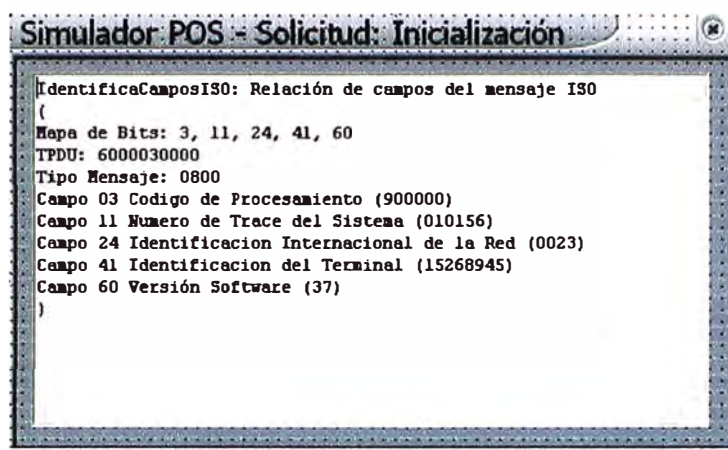 Simulador POS - Solicitud: Inicialización
IdentificaCamposISO: Relación de campos del mensaje ISO
(
Mapa de Bits: 3, 11, 24, 41, 60
TPDU: 6000030000
Tipo Mensaje: 0800
Campo 03 Codigo de Procesamiento (900000)
Campo 11 Numero de Trace del Sistema (010156)
Campo 24 Identificacion Internacional de la Red (0023)
Campo 41 Identificacion del Terminal (15268945)
Campo 60 Versión Software (37)
)